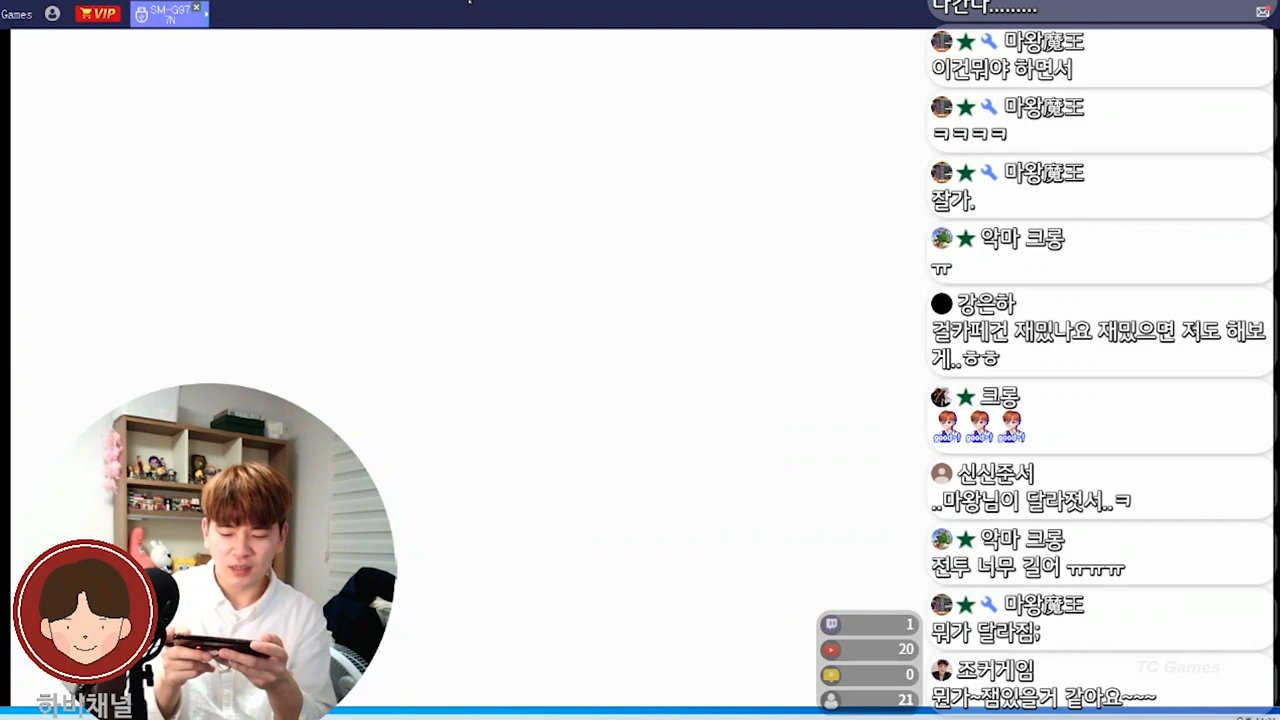 Games
VIP
SM-G97
7N
나간다.........
마왕魔王
이건뭐야 하면서
마왕魔王
ㅋㅋㅋㅋ
마왕魔王
잘가.
악마 크롱
ㅠ
강은하
걸카페건 재밌나요 재밌으면 저도 해보
게..ㅎㅎ
크롱
good~! good~! good~!
신신준서
..마왕님이 달라젓서..ㅋ
악마 크롱
전투 너무 길어 ㅠㅠㅠ
마왕魔王
뭐가 달라짐;
조커게임
뭔가~잼있을거 같아요~~~
TC Games
1
20
0
21
하비채널